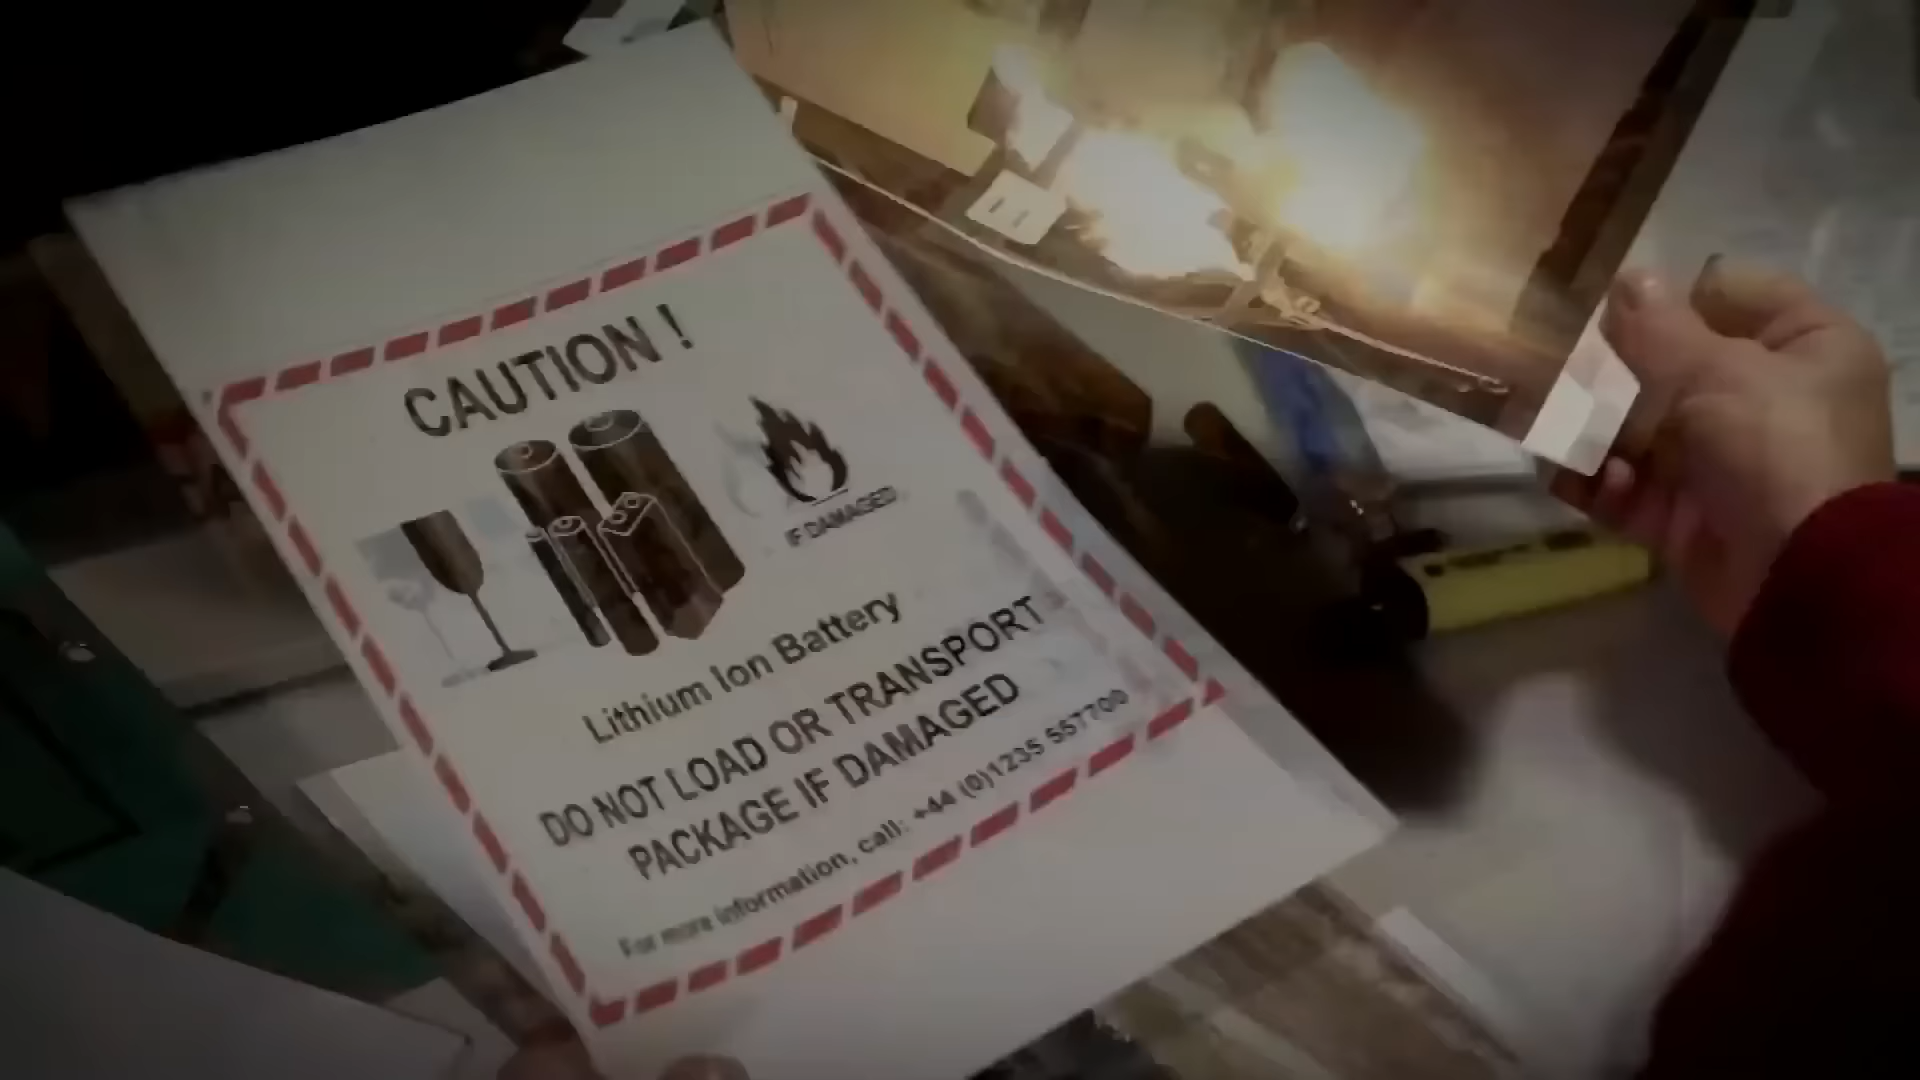 CAUTION !
IF DAMAGED
Lithium Ion Battery
DO NOT LOAD OR TRANSPORT
PACKAGE IF DAMAGED
For more information, call: +44 (0)1235 557700